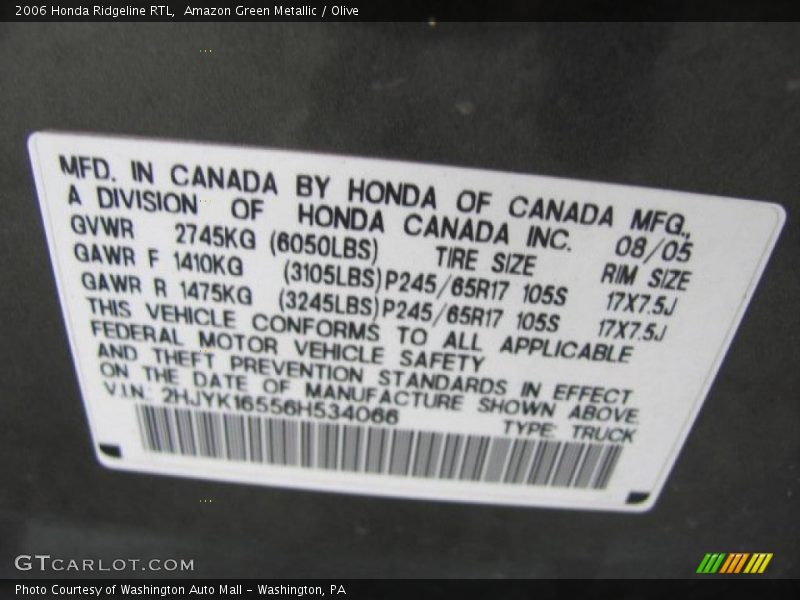 2006 Honda Ridgeline RTL,  Amazon Green Metallic / Olive
MFD. IN CANADA BY HONDA OF CANADA MFG.,
A DIVISION OF HONDA CANADA INC. 08/05
GVWR 2745KG (6050LBS) TIRE SIZE RIM SIZE
GAWR F 1410KG (3105LBS) P245/65R17 105S 17X7.5J
GAWR R 1475KG (3245LBS) P245/65R17 105S 17X7.5J
THIS VEHICLE CONFORMS TO ALL APPLICABLE
FEDERAL MOTOR VEHICLE SAFETY
AND THEFT PREVENTION STANDARDS IN EFFECT
ON THE DATE OF MANUFACTURE SHOWN ABOVE
V.I.N.: 2HJYK16556H534066 TYPE: TRUCK
GTCARLOT.COM
Photo Courtesy of Washington Auto Mall - Washington, PA